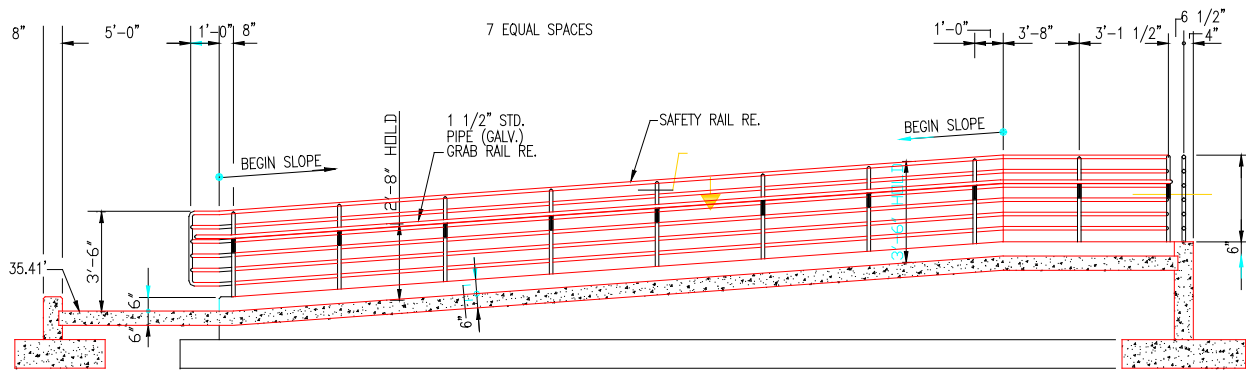 8" 5'-0" 1'-0" 8" 7 EQUAL SPACES 1'-0" 3'-8" 3'-1 1/2" 6 1/2" 4"
BEGIN SLOPE
1 1/2" STD.
PIPE (GALV.)
GRAB RAIL RE.
SAFETY RAIL RE.
BEGIN SLOPE
2'-8" HOLD
3'-6" HOLD
3'-6"
35.41'
6"
6"
6"
6"